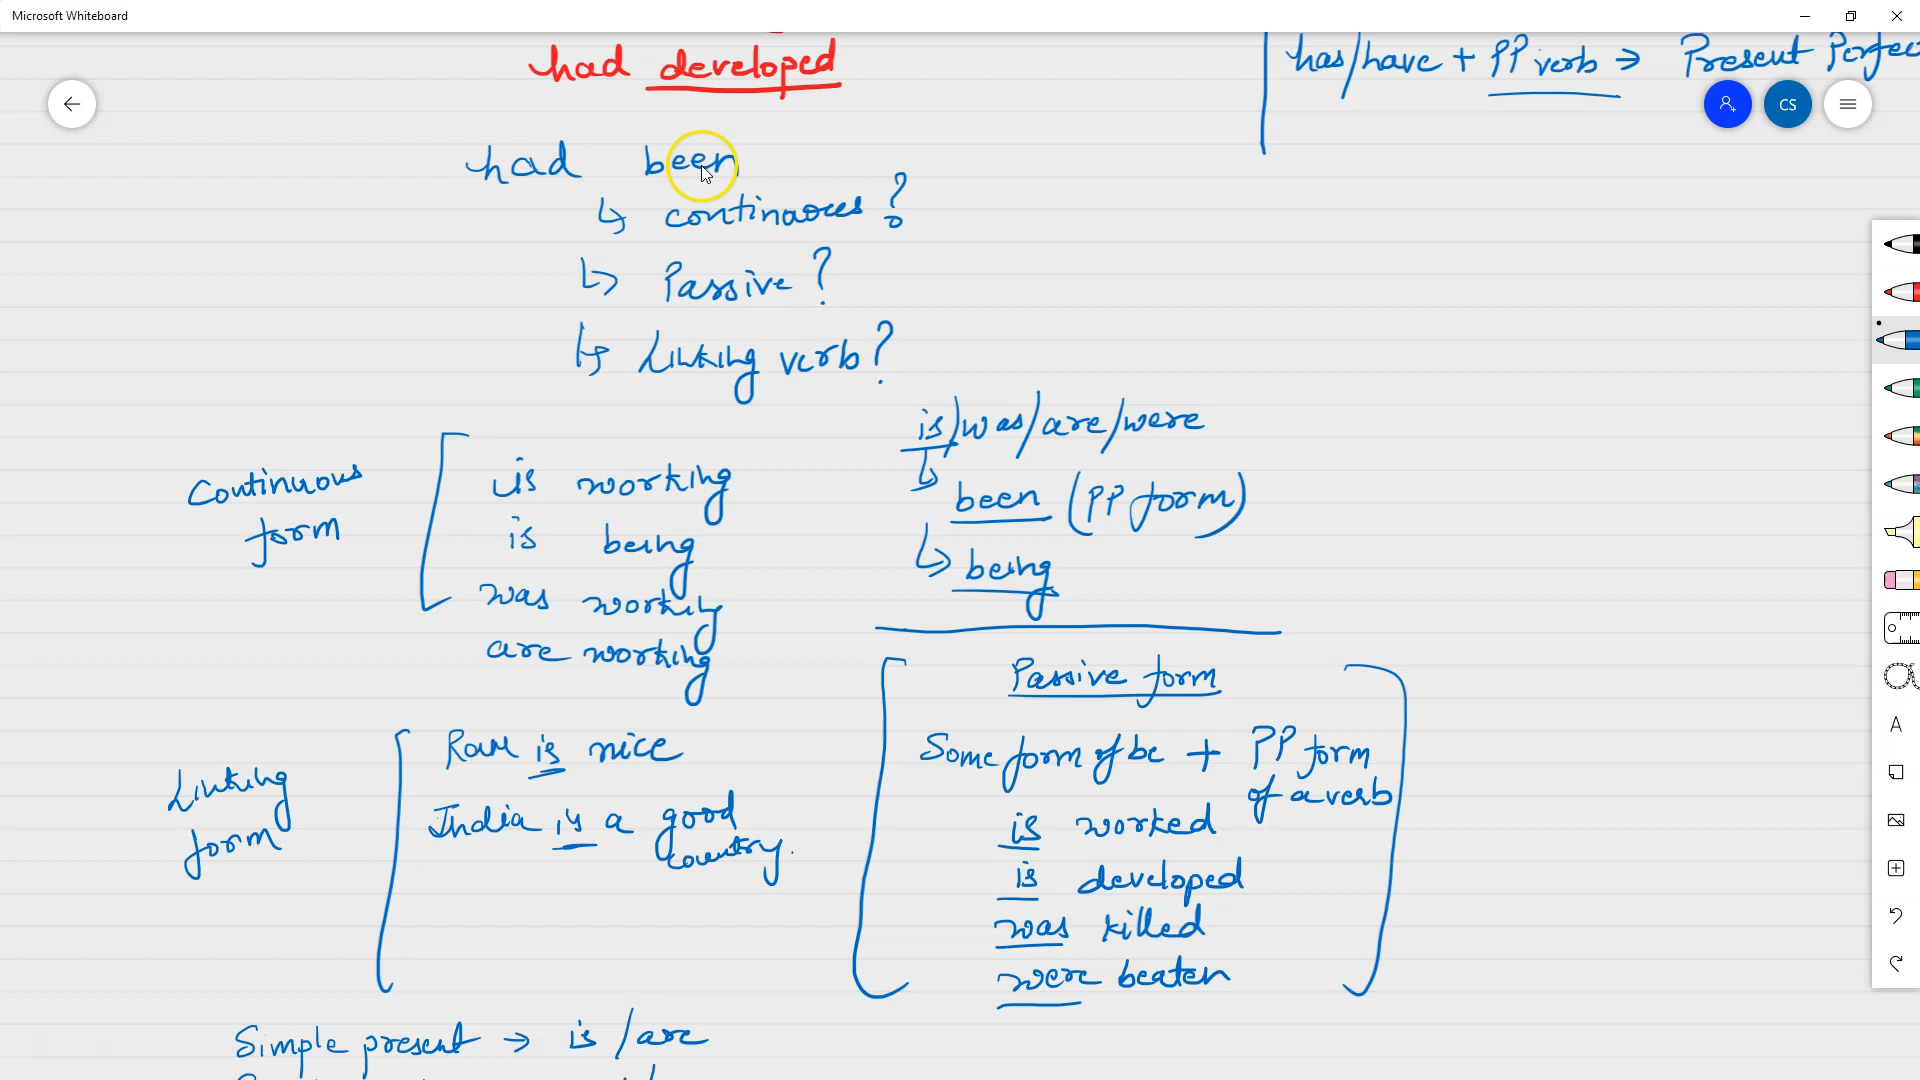 Microsoft Whiteboard
had developed
has/have + PP verb → Present Perfec
CS
had been
↳ continuous?
↳ Passive?
↳ Linking verb?
is/was/are/were
↳ been (PP form)
↳ being
Continuous form
is working
is being
was working
are working
Passive form
Some form of be + PP form of a verb
is worked
is developed
was killed
were beaten
Linking form
Ram is nice
India is a good country.
Simple present → is/are
A